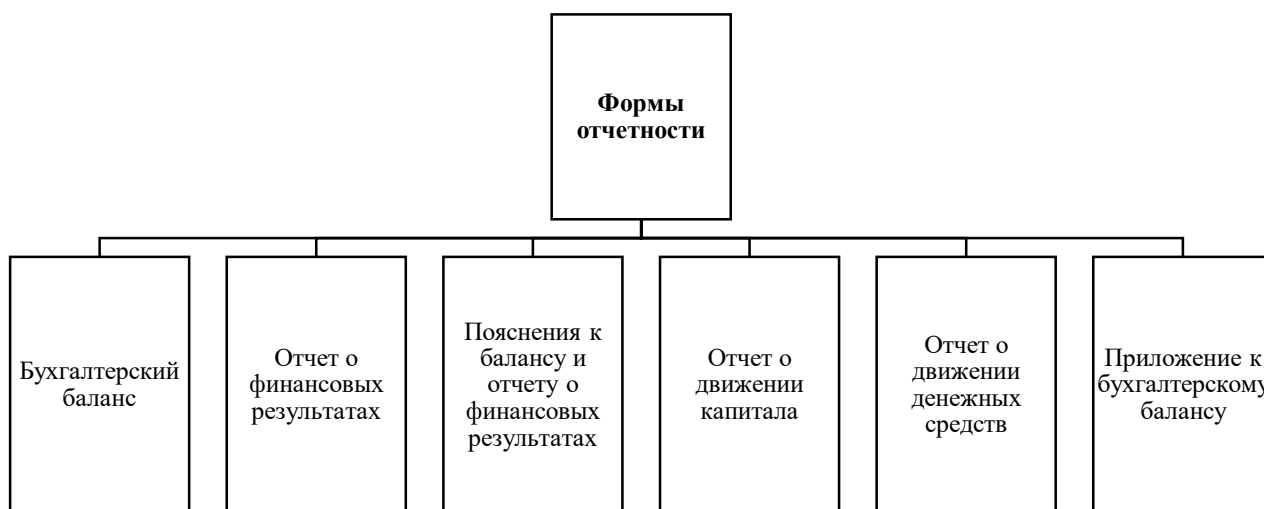 Формы
отчетности
Бухгалтерский
баланс
Отчет о
финансовых
результатах
Пояснения к
балансу и
отчету о
финансовых
результатах
Отчет о
движении
капитала
Отчет о
движении
денежных
средств
Приложение к
бухгалтерскому
балансу